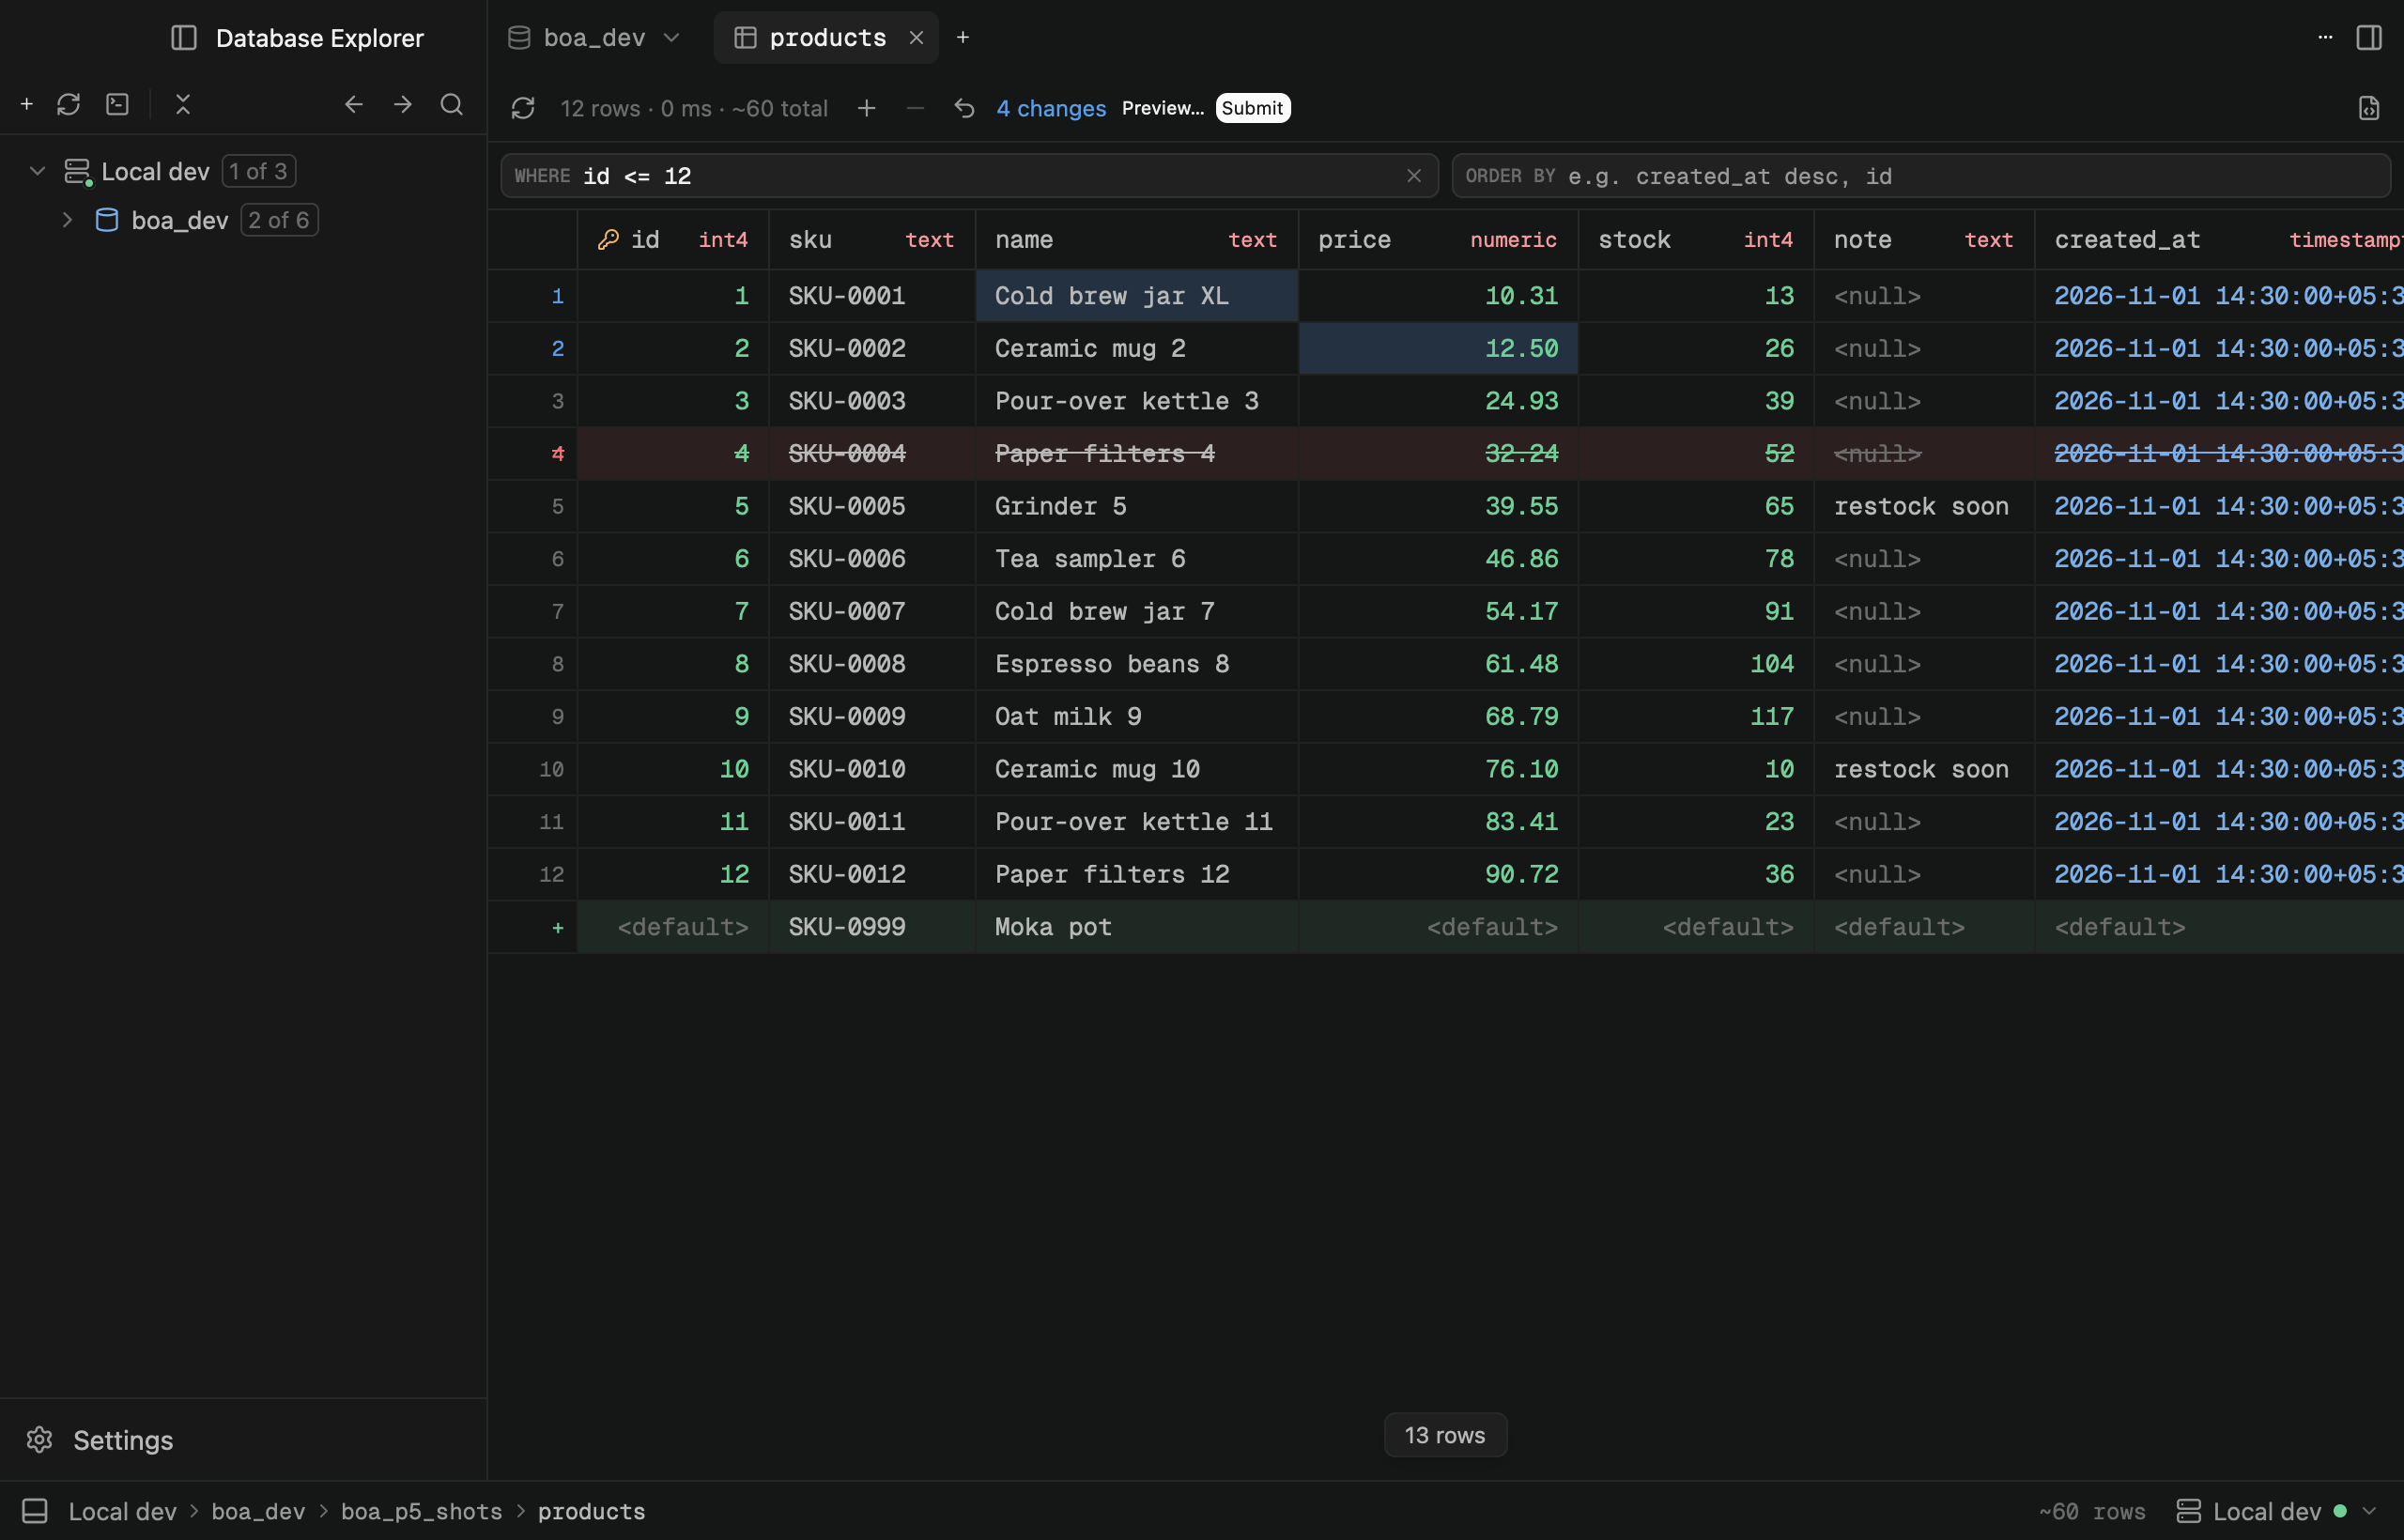 Database Explorer
boa_dev
products
12 rows · 0 ms · ~60 total
4 changes
Preview...
Submit
Local dev 1 of 3
boa_dev 2 of 6
WHERE id <= 12
ORDER BY e.g. created_at desc, id
id int4 sku text name text price numeric stock int4 note text created_at timestamp
1 1 SKU-0001 Cold brew jar XL 10.31 13 <null> 2026-11-01 14:30:00+05:3
2 2 SKU-0002 Ceramic mug 2 12.50 26 <null> 2026-11-01 14:30:00+05:3
3 3 SKU-0003 Pour-over kettle 3 24.93 39 <null> 2026-11-01 14:30:00+05:3
4 4 SKU-0004 Paper filters 4 32.24 52 <null> 2026-11-01 14:30:00+05:3
5 5 SKU-0005 Grinder 5 39.55 65 restock soon 2026-11-01 14:30:00+05:3
6 6 SKU-0006 Tea sampler 6 46.86 78 <null> 2026-11-01 14:30:00+05:3
7 7 SKU-0007 Cold brew jar 7 54.17 91 <null> 2026-11-01 14:30:00+05:3
8 8 SKU-0008 Espresso beans 8 61.48 104 <null> 2026-11-01 14:30:00+05:3
9 9 SKU-0009 Oat milk 9 68.79 117 <null> 2026-11-01 14:30:00+05:3
10 10 SKU-0010 Ceramic mug 10 76.10 10 restock soon 2026-11-01 14:30:00+05:3
11 11 SKU-0011 Pour-over kettle 11 83.41 23 <null> 2026-11-01 14:30:00+05:3
12 12 SKU-0012 Paper filters 12 90.72 36 <null> 2026-11-01 14:30:00+05:3
+ <default> SKU-0999 Moka pot <default> <default> <default> <default>
13 rows
Settings
Local dev > boa_dev > boa_p5_shots > products
~60 rows
Local dev